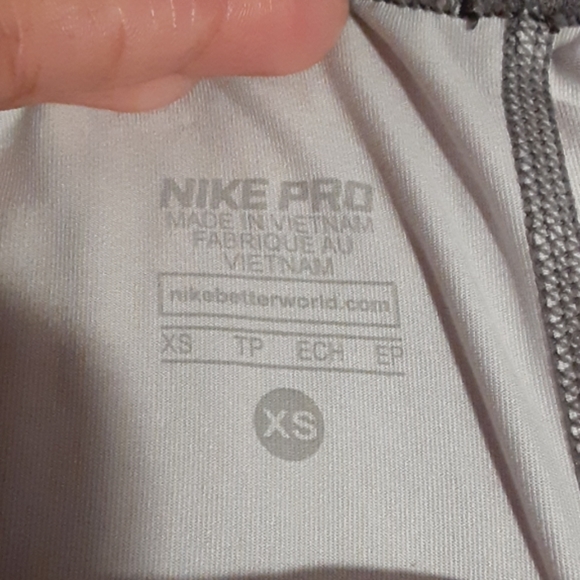 NIKE PRO
MADE IN VIETNAM
FABRIQUE AU
VIETNAM
nikebetterworld.com
XS TP ECH EP
XS